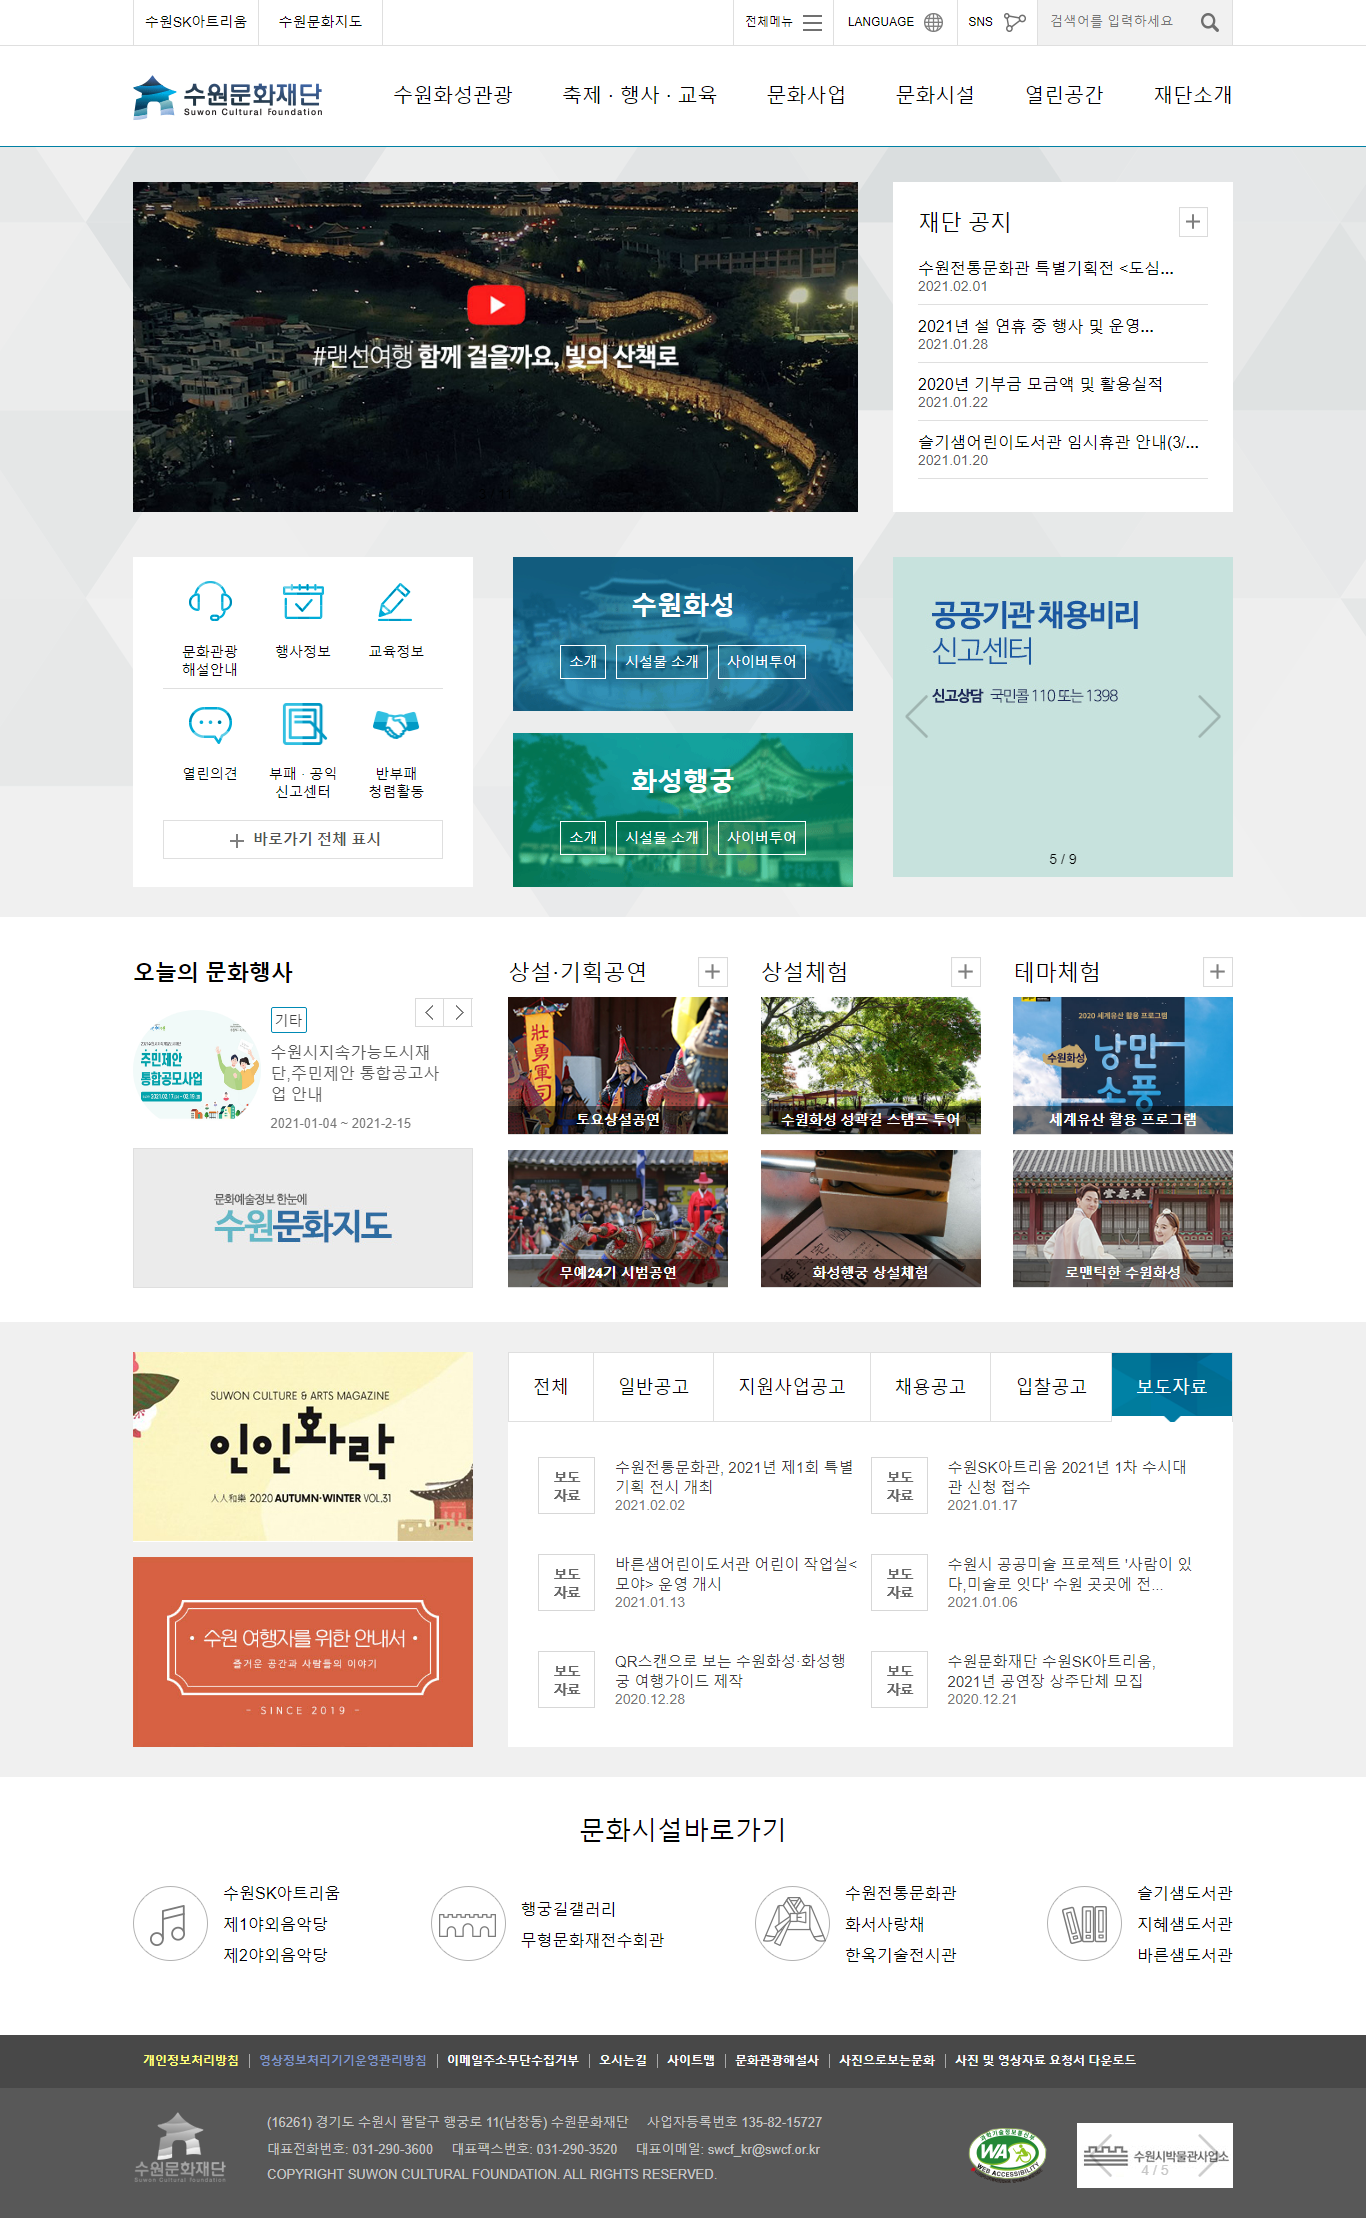 수원SK아트리움
수원문화지도
전체메뉴
LANGUAGE
SNS
검색어를 입력하세요
수원문화재단
Suwon Cultural Foundation
수원화성관광
축제 · 행사 · 교육
문화사업
문화시설
열린공간
재단소개
#랜선여행 함께 걸을까요, 빛의 산책로
재단 공지
수원전통문화관 특별기획전 <도심...
2021.02.01
2021년 설 연휴 중 행사 및 운영...
2021.01.28
2020년 기부금 모금액 및 활용실적
2021.01.22
슬기샘어린이도서관 임시휴관 안내(3/...
2021.01.20
문화관광
해설안내
행사정보
교육정보
열린의견
부패 · 공익
신고센터
반부패
청렴활동
바로가기 전체 표시
수원화성
소개
시설물 소개
사이버투어
화성행궁
소개
시설물 소개
사이버투어
공공기관 채용비리
신고센터
신고상담 국민콜 110 또는 1398
5 / 9
오늘의 문화행사
주민제안
통합공모사업
기타
수원시지속가능도시재
단,주민제안 통합공고사
업 안내
2021-01-04 ~ 2021-2-15
문화예술정보 한눈에
수원문화지도
상설·기획공연
壯勇軍司
토요상설공연
무예24기 시범공연
상설체험
수원화성 성곽길 스탬프 투어
화성행궁 상설체험
테마체험
2020 세계유산 활용 프로그램
수원화성
낭만
소풍
세계유산 활용 프로그램
로맨틱한 수원화성
SUWON CULTURE & ARTS MAGAZINE
인인화락
人人和樂 2020 AUTUMN·WINTER VOL.31
· 수원 여행자를 위한 안내서 ·
즐거운 공간과 사람들의 이야기
- SINCE 2019 -
전체
일반공고
지원사업공고
채용공고
입찰공고
보도자료
보도
자료
수원전통문화관, 2021년 제1회 특별
기획 전시 개최
2021.02.02
보도
자료
수원SK아트리움 2021년 1차 수시대
관 신청 접수
2021.01.17
보도
자료
바른샘어린이도서관 어린이 작업실<
모야> 운영 개시
2021.01.13
보도
자료
수원시 공공미술 프로젝트 '사람이 있
다,미술로 잇다' 수원 곳곳에 전...
2021.01.06
보도
자료
QR스캔으로 보는 수원화성·화성행
궁 여행가이드 제작
2020.12.28
보도
자료
수원문화재단 수원SK아트리움,
2021년 공연장 상주단체 모집
2020.12.21
문화시설바로가기
수원SK아트리움
제1야외음악당
제2야외음악당
행궁길갤러리
무형문화재전수회관
수원전통문화관
화서사랑채
한옥기술전시관
슬기샘도서관
지혜샘도서관
바른샘도서관
개인정보처리방침
영상정보처리기기운영관리방침
이메일주소무단수집거부
오시는길
사이트맵
문화관광해설사
사진으로보는문화
사진 및 영상자료 요청서 다운로드
수원문화재단
Suwon Cultural Foundation
(16261) 경기도 수원시 팔달구 행궁로 11(남창동) 수원문화재단 사업자등록번호 135-82-15727
대표전화번호: 031-290-3600 대표팩스번호: 031-290-3520 대표이메일: swcf_kr@swcf.or.kr
COPYRIGHT SUWON CULTURAL FOUNDATION. ALL RIGHTS RESERVED.
WA
WEB ACCESSIBILITY
수원시박물관사업소
4 / 5